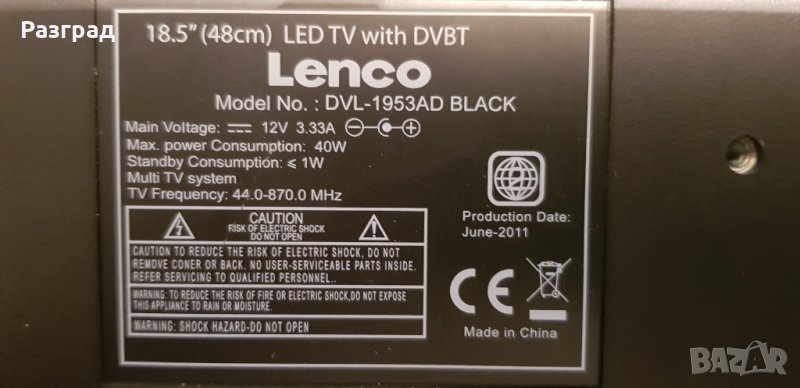 Разград
18.5" (48cm) LED TV with DVBT
Lenco
Model No. : DVL-1953AD BLACK
Main Voltage: 12V 3.33A
Max. power Consumption: 40W
Standby Consumption: ≤ 1W
Multi TV system
TV Frequency: 44.0-870.0 MHz
2
Production Date:
June-2011
CAUTION
RISK OF ELECTRIC SHOCK
DO NOT OPEN
CAUTION TO REDUCE THE RISK OF ELECTRIC SHOCK, DO NOT
REMOVE CONER OR BACK. NO USER-SERVICEABLE PARTS INSIDE.
REFER SERVICING TO QUALIFIED PERSONNEL..
WARNING: TO REDUCE THE RISK OF FIRE OR ELECTRIC SHOCK,DO NOT EXPOSE
THIS APPLIANCE TO RAIN OR MOISTURE.
WARNING: SHOCK HAZARD-DO NOT OPEN
CE
Made in China
BAZAR